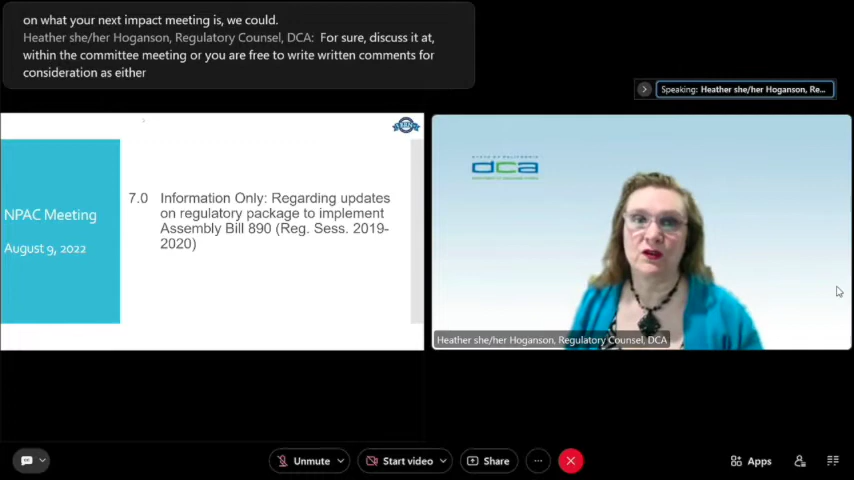 on what your next impact meeting is, we could.
Heather she/her Hoganson, Regulatory Counsel, DCA: For sure, discuss it at,
within the committee meeting or you are free to write written comments for
consideration as either
Speaking: Heather she/her Hoganson, Re...
NPAC Meeting
August 9, 2022
7.0 Information Only: Regarding updates
on regulatory package to implement
Assembly Bill 890 (Reg. Sess. 2019-
2020)
STATE OF CALIFORNIA
dca
Heather she/her Hoganson, Regulatory Counsel, DCA
Unmute
Start video
Share
Apps